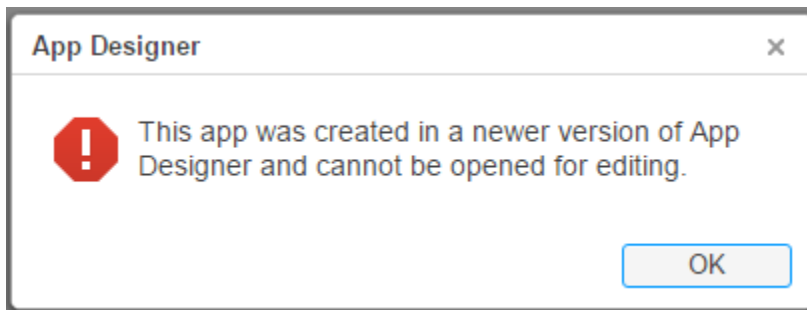 App Designer
This app was created in a newer version of App
Designer and cannot be opened for editing.
OK